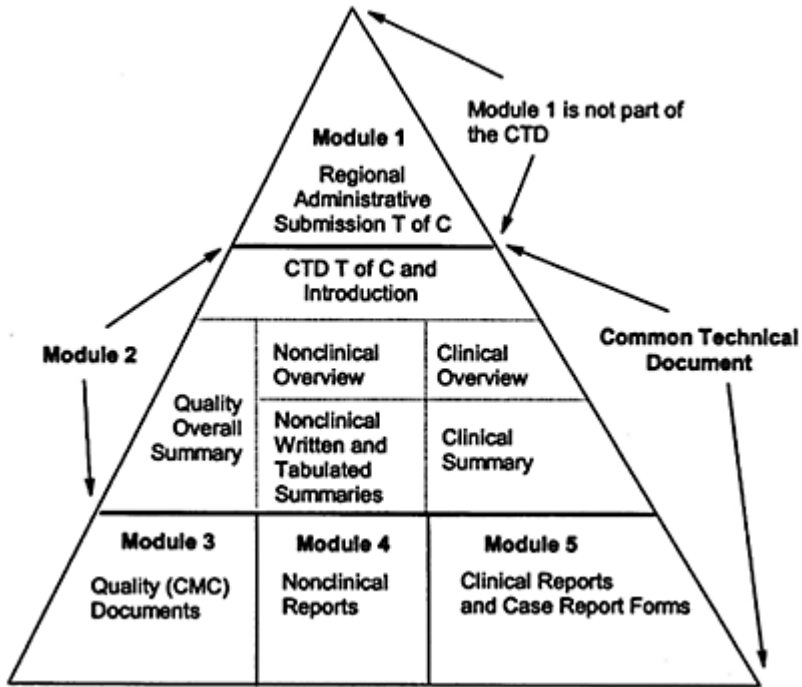 Module 1
Regional
Administrative
Submission T of C
Module 1 is not part of
the CTD
CTD T of C and
Introduction
Module 2
Common Technical
Document
Quality
Overall
Summary
Nonclinical
Overview
Clinical
Overview
Nonclinical
Written and
Tabulated
Summaries
Clinical
Summary
Module 3
Quality (CMC)
Documents
Module 4
Nonclinical
Reports
Module 5
Clinical Reports
and Case Report Forms